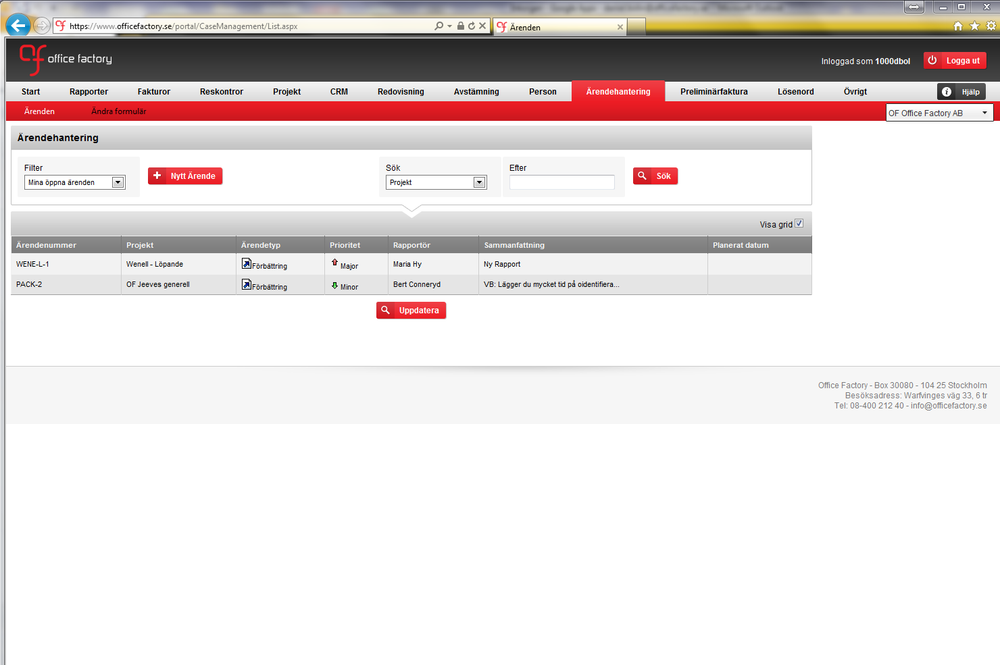 https://www.officefactory.se/portal/CaseManagement/List.aspx
Ärenden
office factory
Inloggad som 1000dbol
Logga ut
Start Rapporter Fakturor Reskontror Projekt CRM Redovisning Avstämning Person Ärendehantering Preliminärfaktura Lösenord Övrigt Hjälp
Ärenden Ändra formulär
OF Office Factory AB
Ärendehantering
Filter Sök Efter
Mina öppna ärenden Nytt Ärende Projekt Sök
Visa grid
Ärendenummer Projekt Ärendetyp Prioritet Rapportör Sammanfattning Planerat datum
WENE-L-1 Wenell - Löpande Förbättring Major Maria Hy Ny Rapport
PACK-2 OF Jeeves generell Förbättring Minor Bert Conneryd VB: Lägger du mycket tid på oidentifiera...
Uppdatera
Office Factory - Box 30080 - 104 25 Stockholm
Besöksadress: Warfvinges väg 33, 6 tr
Tel: 08-400 212 40 - info@officefactory.se